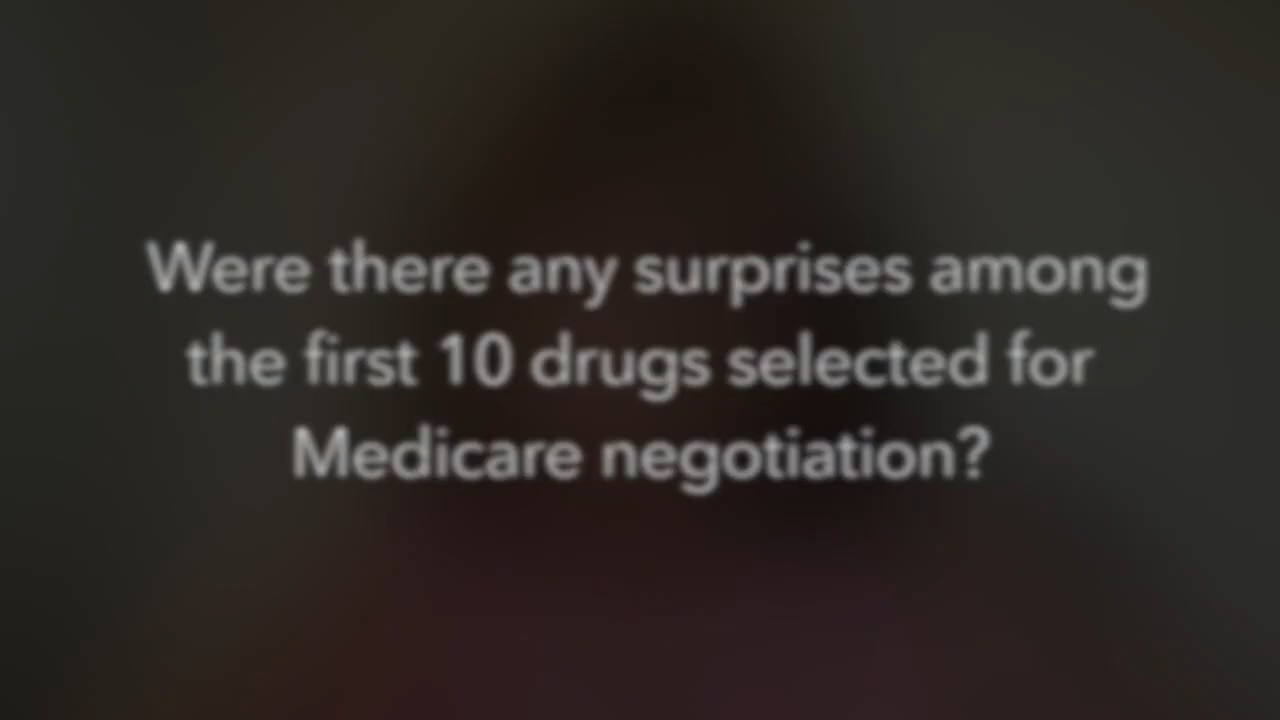 Were there any surprises among
the first 10 drugs selected for
Medicare negotiation?